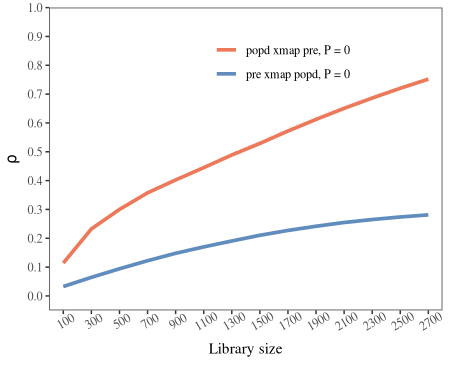 1.0
0.9
0.8
0.7
0.6
0.5
0.4
0.3
0.2
0.1
0.0
ρ
popd xmap pre, P = 0
pre xmap popd, P = 0
100 300 500 700 900 1100 1300 1500 1700 1900 2100 2300 2500 2700
Library size